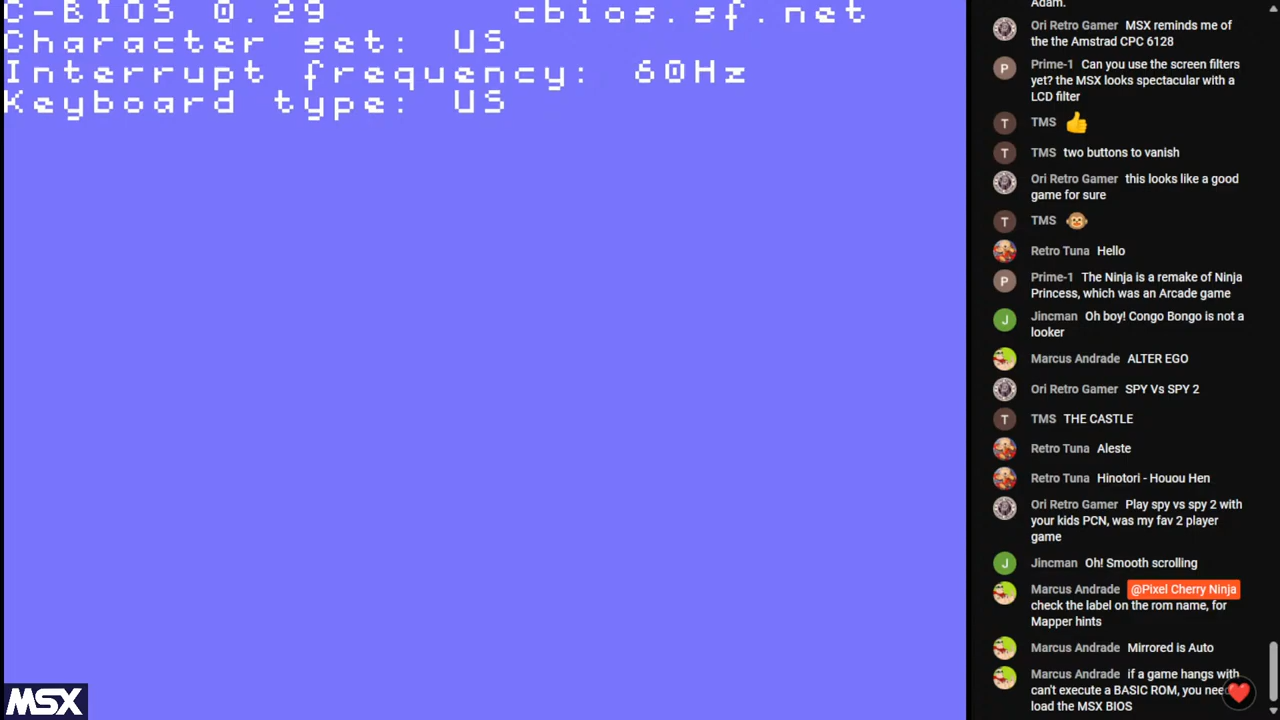 C-BIOS 0.29 cbios.sf.net
Character set: US
Interrupt frequency: 60Hz
Keyboard type: US
MSX
Adam.
Ori Retro Gamer MSX reminds me of
the the Amstrad CPC 6128
P Prime-1 Can you use the screen filters
yet? the MSX looks spectacular with a
LCD filter
T TMS 👍
T TMS two buttons to vanish
Ori Retro Gamer this looks like a good
game for sure
T TMS 🐵
Retro Tuna Hello
P Prime-1 The Ninja is a remake of Ninja
Princess, which was an Arcade game
J Jincman Oh boy! Congo Bongo is not a
looker
Marcus Andrade ALTER EGO
Ori Retro Gamer SPY Vs SPY 2
T TMS THE CASTLE
Retro Tuna Aleste
Retro Tuna Hinotori - Houou Hen
Ori Retro Gamer Play spy vs spy 2 with
your kids PCN, was my fav 2 player
game
J Jincman Oh! Smooth scrolling
Marcus Andrade @Pixel Cherry Ninja
check the label on the rom name, for
Mapper hints
Marcus Andrade Mirrored is Auto
Marcus Andrade if a game hangs with
can't execute a BASIC ROM, you
load the MSX BIOS